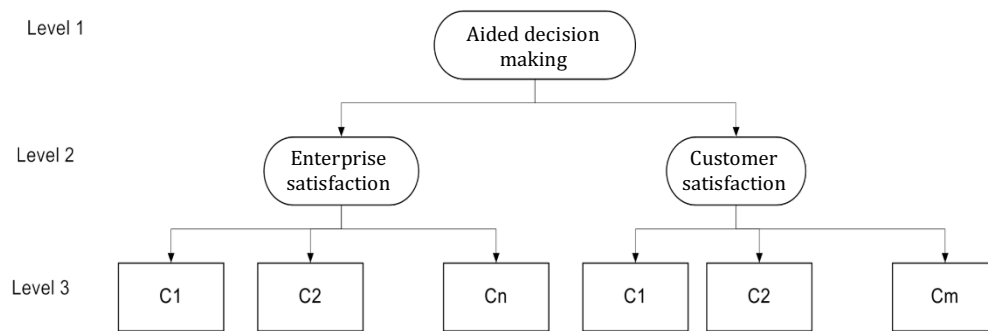 Level 1
Aided decision
making
Level 2
Enterprise
satisfaction
Customer
satisfaction
Level 3
C1
C2
Cn
C1
C2
Cm